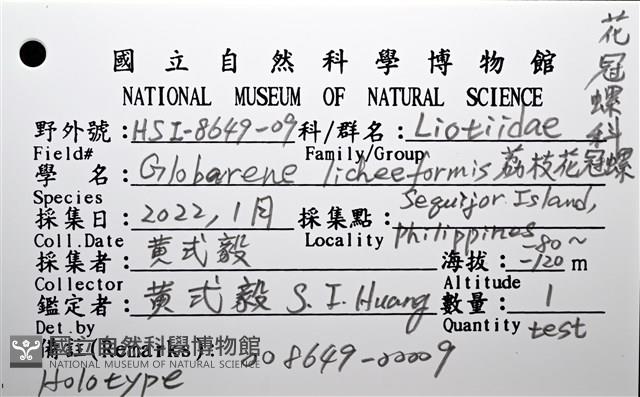 國立自然科學博物館
NATIONAL MUSEUM OF NATURAL SCIENCE
花冠螺科
野外號：HSI-8649-09 科/群名：Liotiidae
Field# Family/Group
學 名：Globarene licheeformis 荔枝花冠螺
Species
採集日：2022,1月 採集點：Sequijor Island, Philippines
Coll.Date Locality
採集者：黃式毅 海拔：-80~-120 m
Collector Altitude
鑑定者：黃式毅 S. I. Huang 數量：1
Det.by Quantity test
備註(Remarks)：008649-00009
Holotype
國立自然科學博物館
NATIONAL MUSEUM OF NATURAL SCIENCE